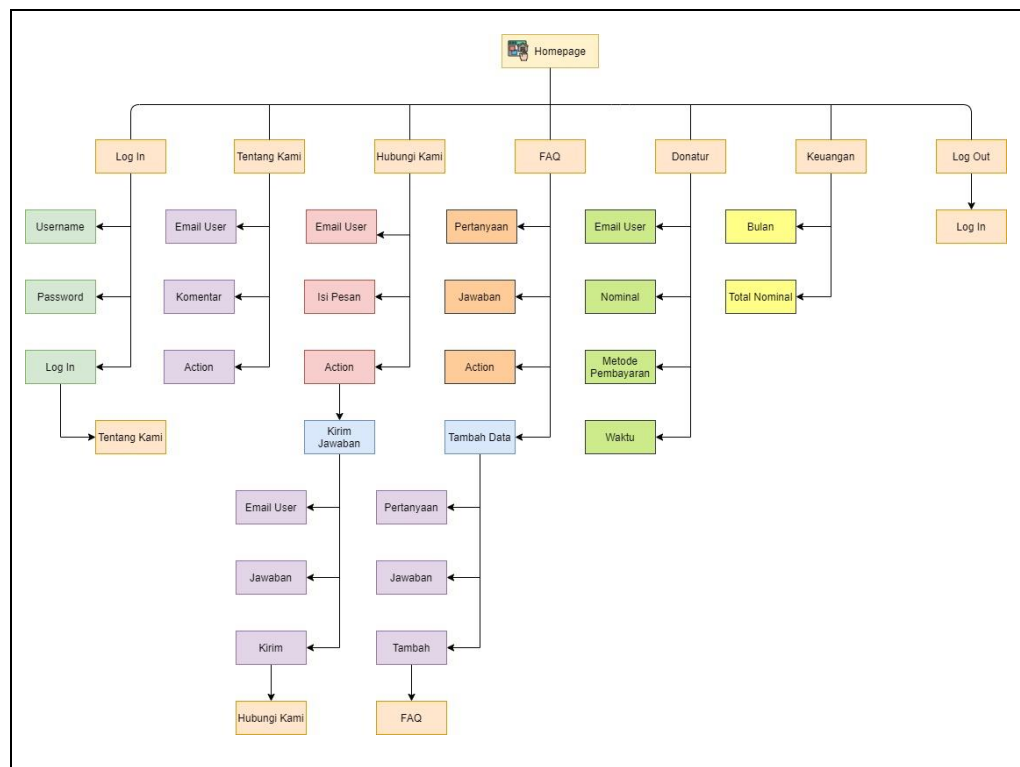 Homepage
Log In
Tentang Kami
Hubungi Kami
FAQ
Donatur
Keuangan
Log Out
Username
Email User
Email User
Pertanyaan
Email User
Bulan
Log In
Password
Komentar
Isi Pesan
Jawaban
Nominal
Total Nominal
Log In
Action
Action
Action
Metode
Pembayaran
Tentang Kami
Kirim
Jawaban
Tambah Data
Waktu
Email User
Pertanyaan
Jawaban
Jawaban
Kirim
Tambah
Hubungi Kami
FAQ